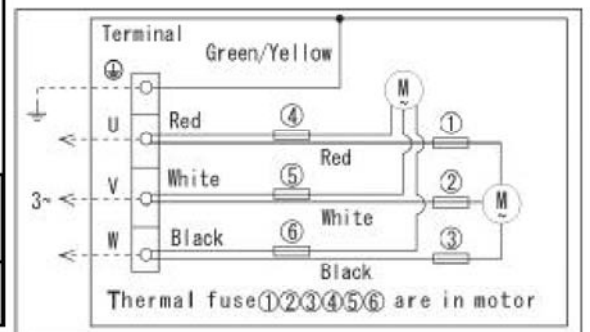 Terminal
Green/Yellow
M
~
U Red ④ ①
Red
V White ⑤ ②
3~ White M
~
W Black ⑥ ③
Black
Thermal fuse①②③④⑤⑥ are in motor